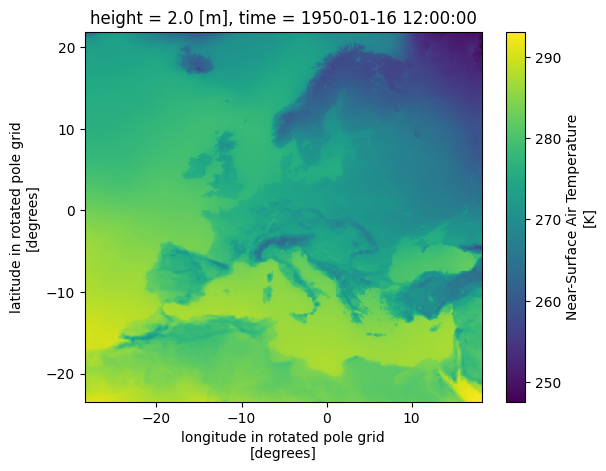 height = 2.0 [m], time = 1950-01-16 12:00:00
20
10
0
−10
−20
latitude in rotated pole grid
[degrees]
−20
−10
0
10
longitude in rotated pole grid
[degrees]
290
280
270
260
250
Near-Surface Air Temperature
[K]